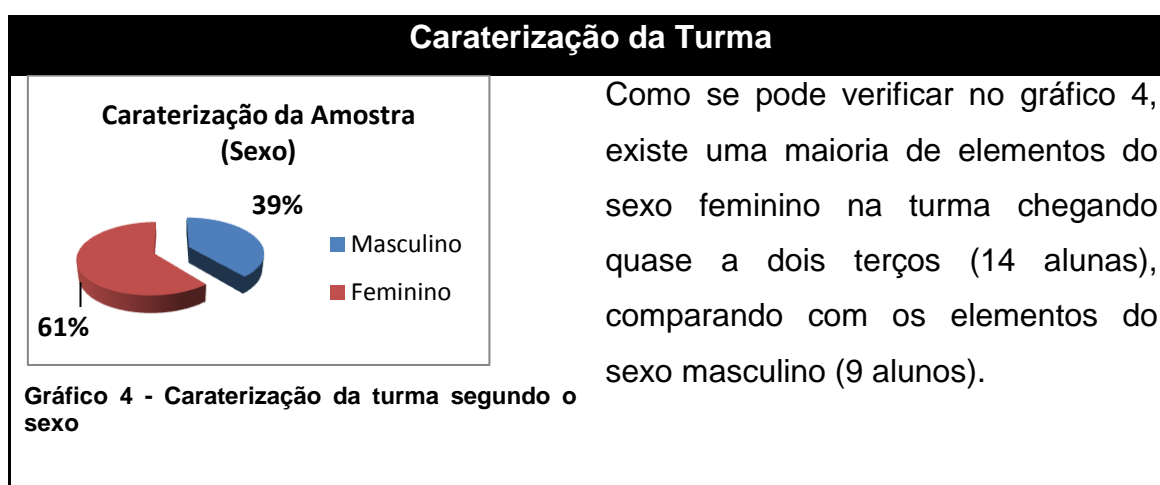 Caraterização da Turma
Caraterização da Amostra
(Sexo)
39%
Masculino
Feminino
61%
Gráfico 4 - Caraterização da turma segundo o
sexo
Como se pode verificar no gráfico 4,
existe uma maioria de elementos do
sexo feminino na turma chegando
quase a dois terços (14 alunas),
comparando com os elementos do
sexo masculino (9 alunos).